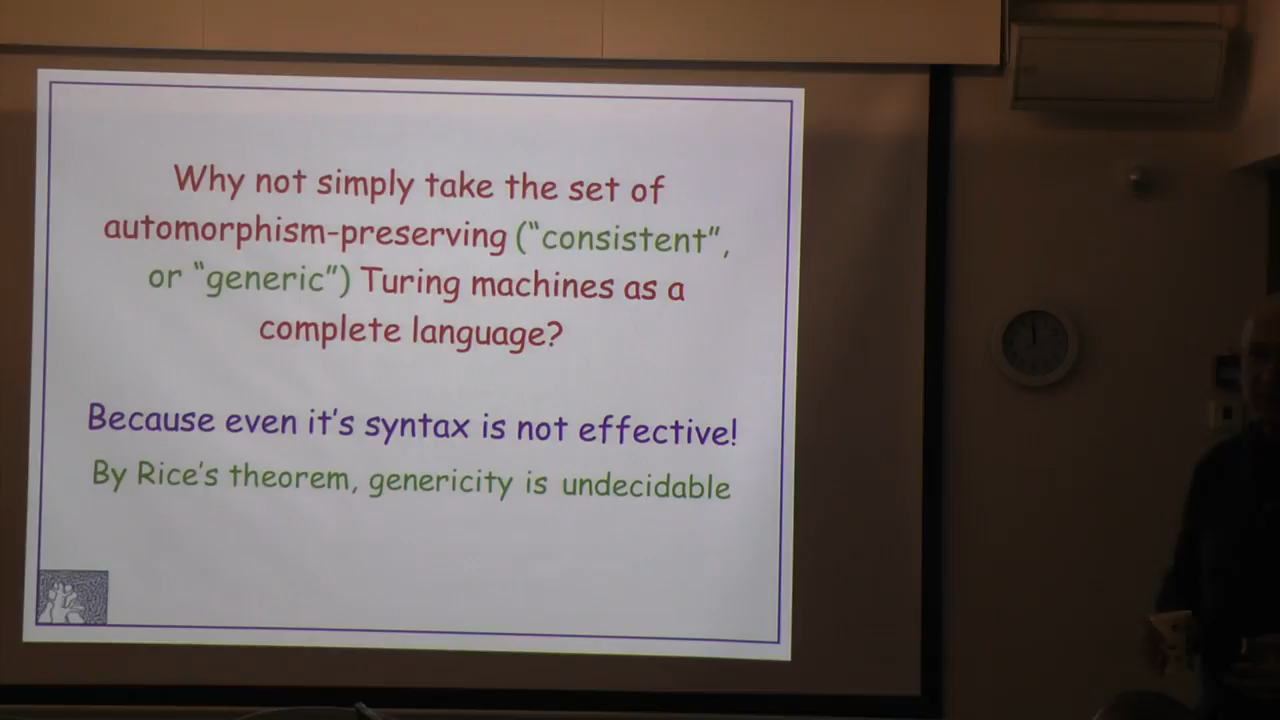 Why not simply take the set of
automorphism-preserving ("consistent",
or "generic") Turing machines as a
complete language?
Because even it's syntax is not effective!
By Rice's theorem, genericity is undecidable